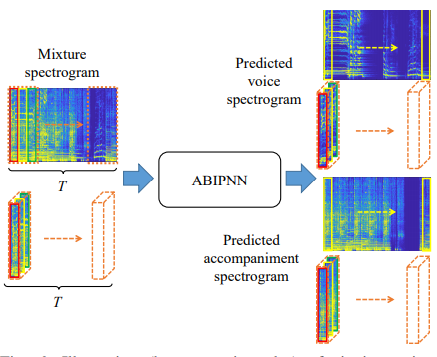 Mixture
spectrogram
T
T
ABIPNN
Predicted
voice
spectrogram
Predicted
accompaniment
spectrogram